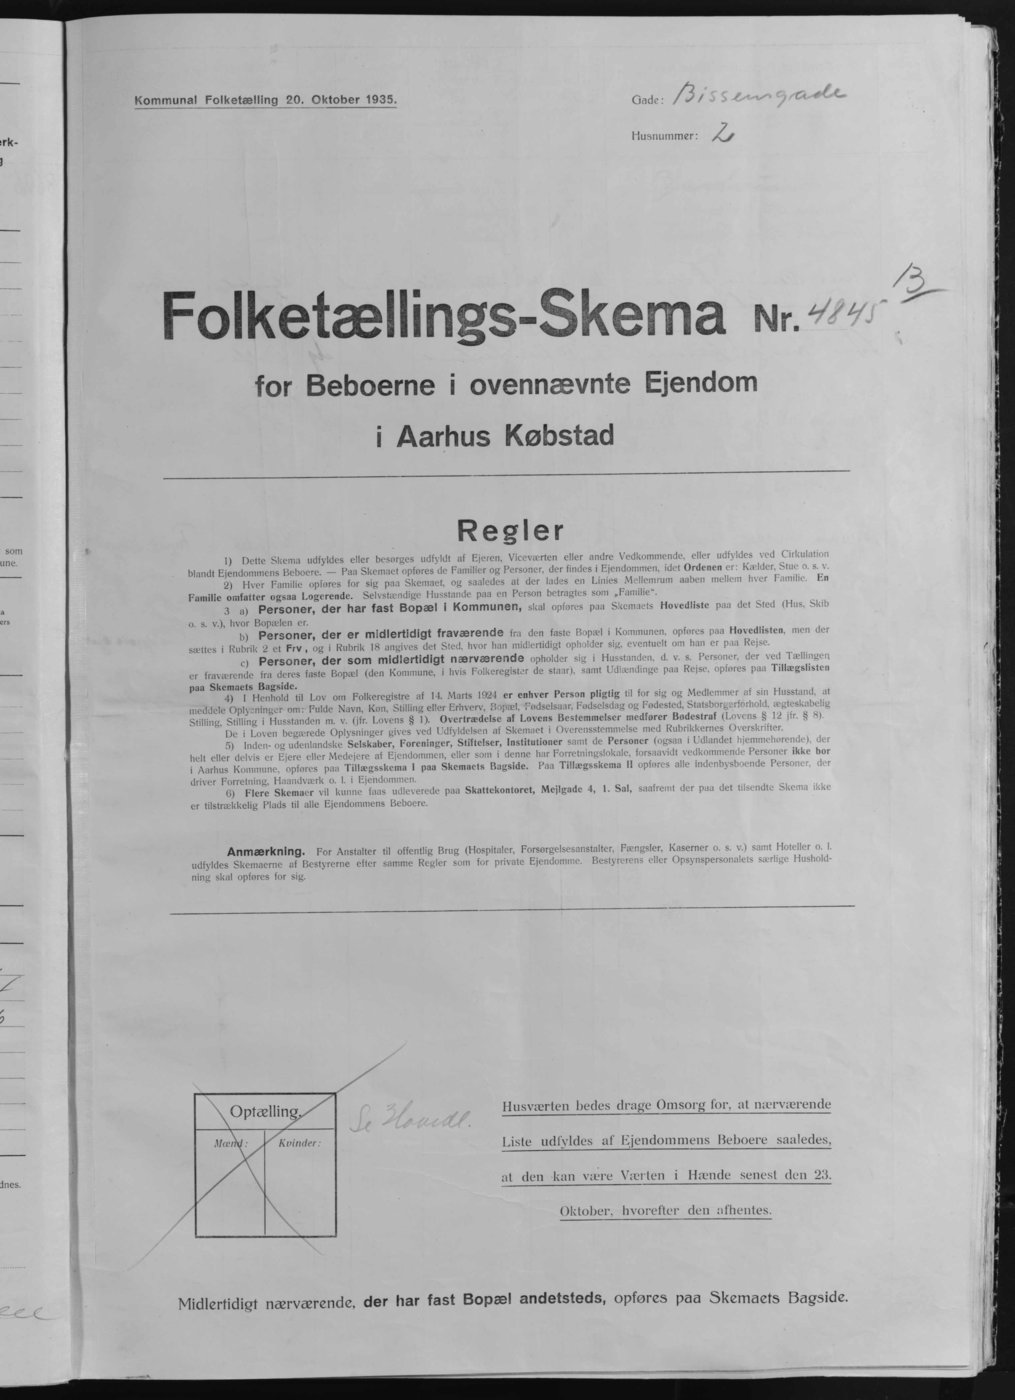 Kommunal Folketælling 20. Oktober 1935.
Gade: Bissensgade
Husnummer: 2
B
Folketællings-Skema Nr. 4845
for Beboerne i ovennævnte Ejendom
i Aarhus Købstad
Regler
1) Dette Skema udfyldes eller besørges udfyldt af Ejeren, Viceværten eller andre Vedkommende, eller udfyldes ved Cirkulation
blandt Ejendommens Beboere. — Paa Skemaet opføres de Familier og Personer, der findes i Ejendommen, idet Ordenen er: Kælder, Stue o. s. v.
2) Hver Familie opføres for sig paa Skemaet, og saaledes at der lades en Linies Mellemrum aaben mellem hver Familie. En
Familie omfatter ogsaa Logerende. Selvstændige Husstande paa en Person betragtes som „Familie".
3 a) Personer, der har fast Bopæl i Kommunen, skal opføres paa Skemaets Hovedliste paa det Sted (Hus, Skib
o. s. v.), hvor Bopælen er.
b) Personer, der er midlertidigt fraværende fra den faste Bopæl i Kommunen, opføres paa Hovedlisten, men der
sættes i Rubrik 2 et Frv., og i Rubrik 18 angives det Sted, hvor han midlertidigt opholder sig, eventuelt om han er paa Rejse.
c) Personer, der som midlertidigt nærværende opholder sig i Husstanden, d. v. s. Personer, der ved Tællingen
er fraværende fra deres faste Bopæl (den Kommune, i hvis Folkeregister de staar), samt Udlændinge paa Rejse, opføres paa Tillægslisten
paa Skemaets Bagside.
4) I Henhold til Lov om Folkeregistre af 14. Marts 1924 er enhver Person pligtig til for sig og Medlemmer af sin Husstand, at
meddele Oplysninger om: Fulde Navn, Køn, Stilling eller Erhverv, Bopæl, Fødselsaar, Fødselsdag og Fødested, Statsborgerforhold, ægteskabelig
Stilling, Stilling i Husstanden m. v. (jfr. Lovens § 1). Overtrædelse af Lovens Bestemmelser medfører Bødestraf (Lovens § 12 jfr. § 8).
De i Loven begærede Oplysninger gives ved Udfyldelsen af Skemaet i Overensstemmelse med Rubrikkernes Overskrifter.
5) Inden- og udenlandske Selskaber, Foreninger, Stiftelser, Institutioner samt de Personer (ogsaa i Udlandet hjemmehørende), der
helt eller delvis er Ejere eller Medejere af Ejendommen, eller som i denne har Forretningslokale, forsaavidt vedkommende Personer ikke bor
i Aarhus Kommune, opføres paa Tillægsskema I paa Skemaets Bagside. Paa Tillægsskema II opføres alle indenbysboende Personer, der
driver Forretning, Haandværk o. l. i Ejendommen.
6) Flere Skemaer vil kunne faas udleverede paa Skattekontoret, Mejlgade 4, 1. Sal, saafremt der paa det tilsendte Skema ikke
er tilstrækkelig Plads til alle Ejendommens Beboere.
Anmærkning. For Anstalter til offentlig Brug (Hospitaler, Forsørgelsesanstalter, Fængsler, Kaserner o. s. v.) samt Hoteller o. l.
udfyldes Skemaerne af Bestyrerne efter samme Regler som for private Ejendomme. Bestyrerens eller Opsynspersonalets særlige Hushold-
ning skal opføres for sig.
Optælling.
Mænd: Kvinder:
Se Hovedl.
Husværten bedes drage Omsorg for, at nærværende
Liste udfyldes af Ejendommens Beboere saaledes,
at den kan være Værten i Hænde senest den 23.
Oktober, hvorefter den afhentes.
Midlertidigt nærværende, der har fast Bopæl andetsteds, opføres paa Skemaets Bagside.